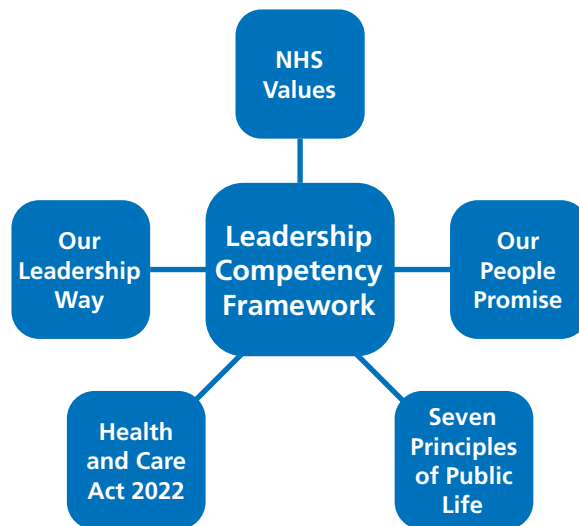 NHS
Values
Our
Leadership
Way
Leadership
Competency
Framework
Our
People
Promise
Health
and Care
Act 2022
Seven
Principles
of Public
Life